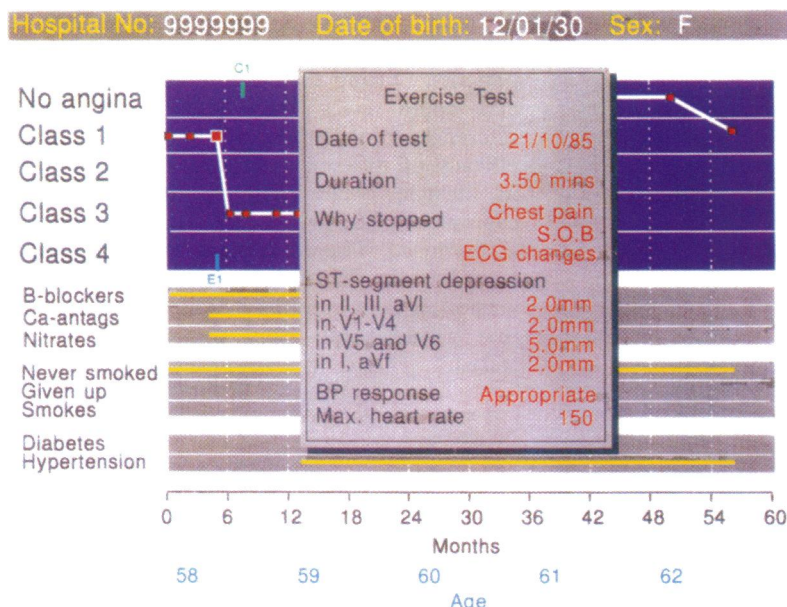 Hospital No: 9999999 Date of birth: 12/01/30 Sex: F
C1
No angina
Class 1
Class 2
Class 3
Class 4
E1
B-blockers
Ca-antags
Nitrates
Never smoked
Given up
Smokes
Diabetes
Hypertension
Exercise Test
Date of test 21/10/85
Duration 3.50 mins
Why stopped Chest pain
S.O.B
ECG changes
ST-segment depression
in II, III, aVl 2.0mm
in V1-V4 2.0mm
in V5 and V6 5.0mm
in I, aVf 2.0mm
BP response Appropriate
Max. heart rate 150
0 6 12 18 24 30 36 42 48 54 60
Months
58 59 60 61 62
Age